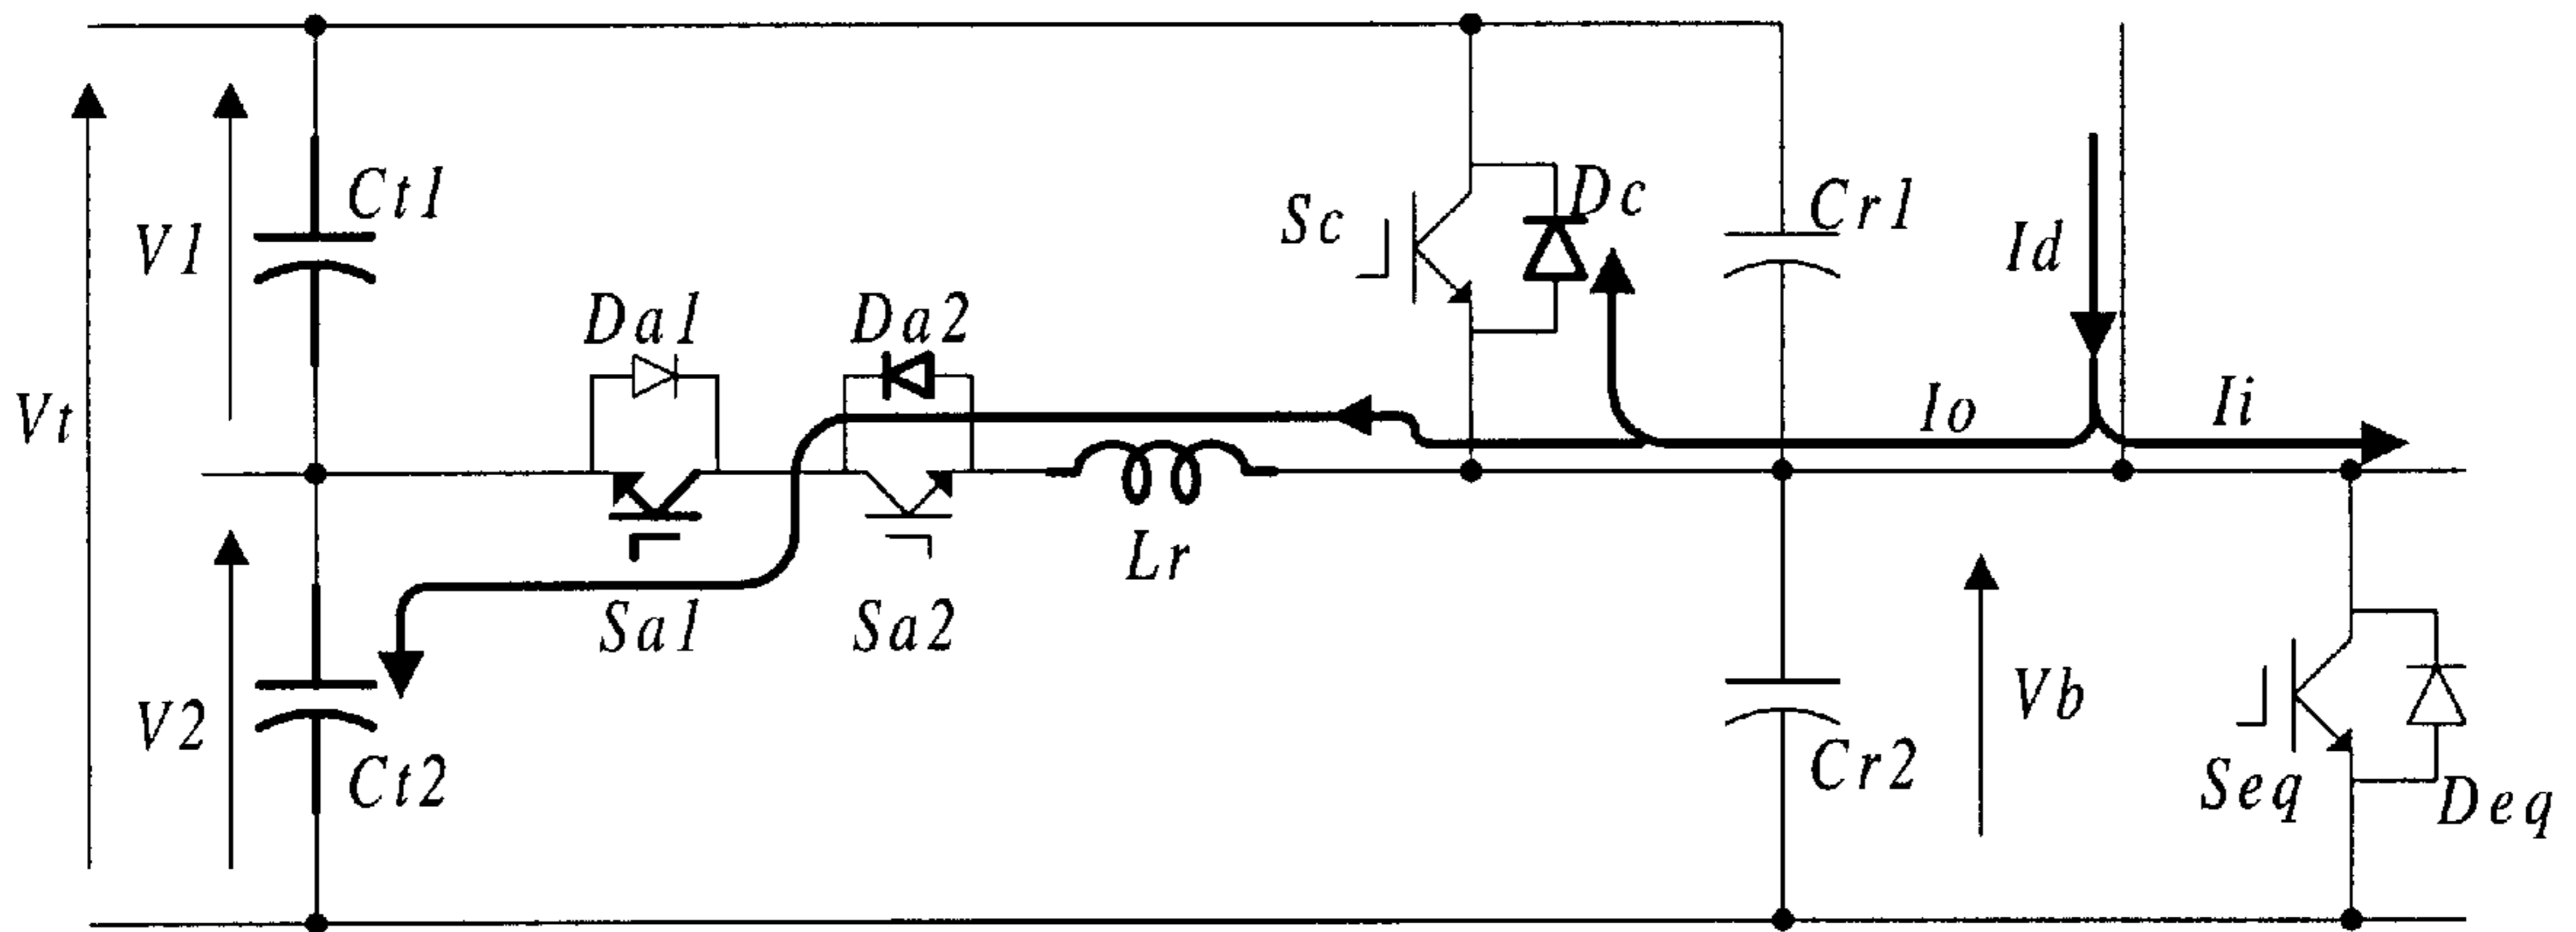 Ct1
Dc
Cr1
Sc
V1
Id
Da1
Da2
Vt
Io
Ii
Lr
Sa1
Sa2
V2
Vb
Ct2
Cr2
Seq
Deq